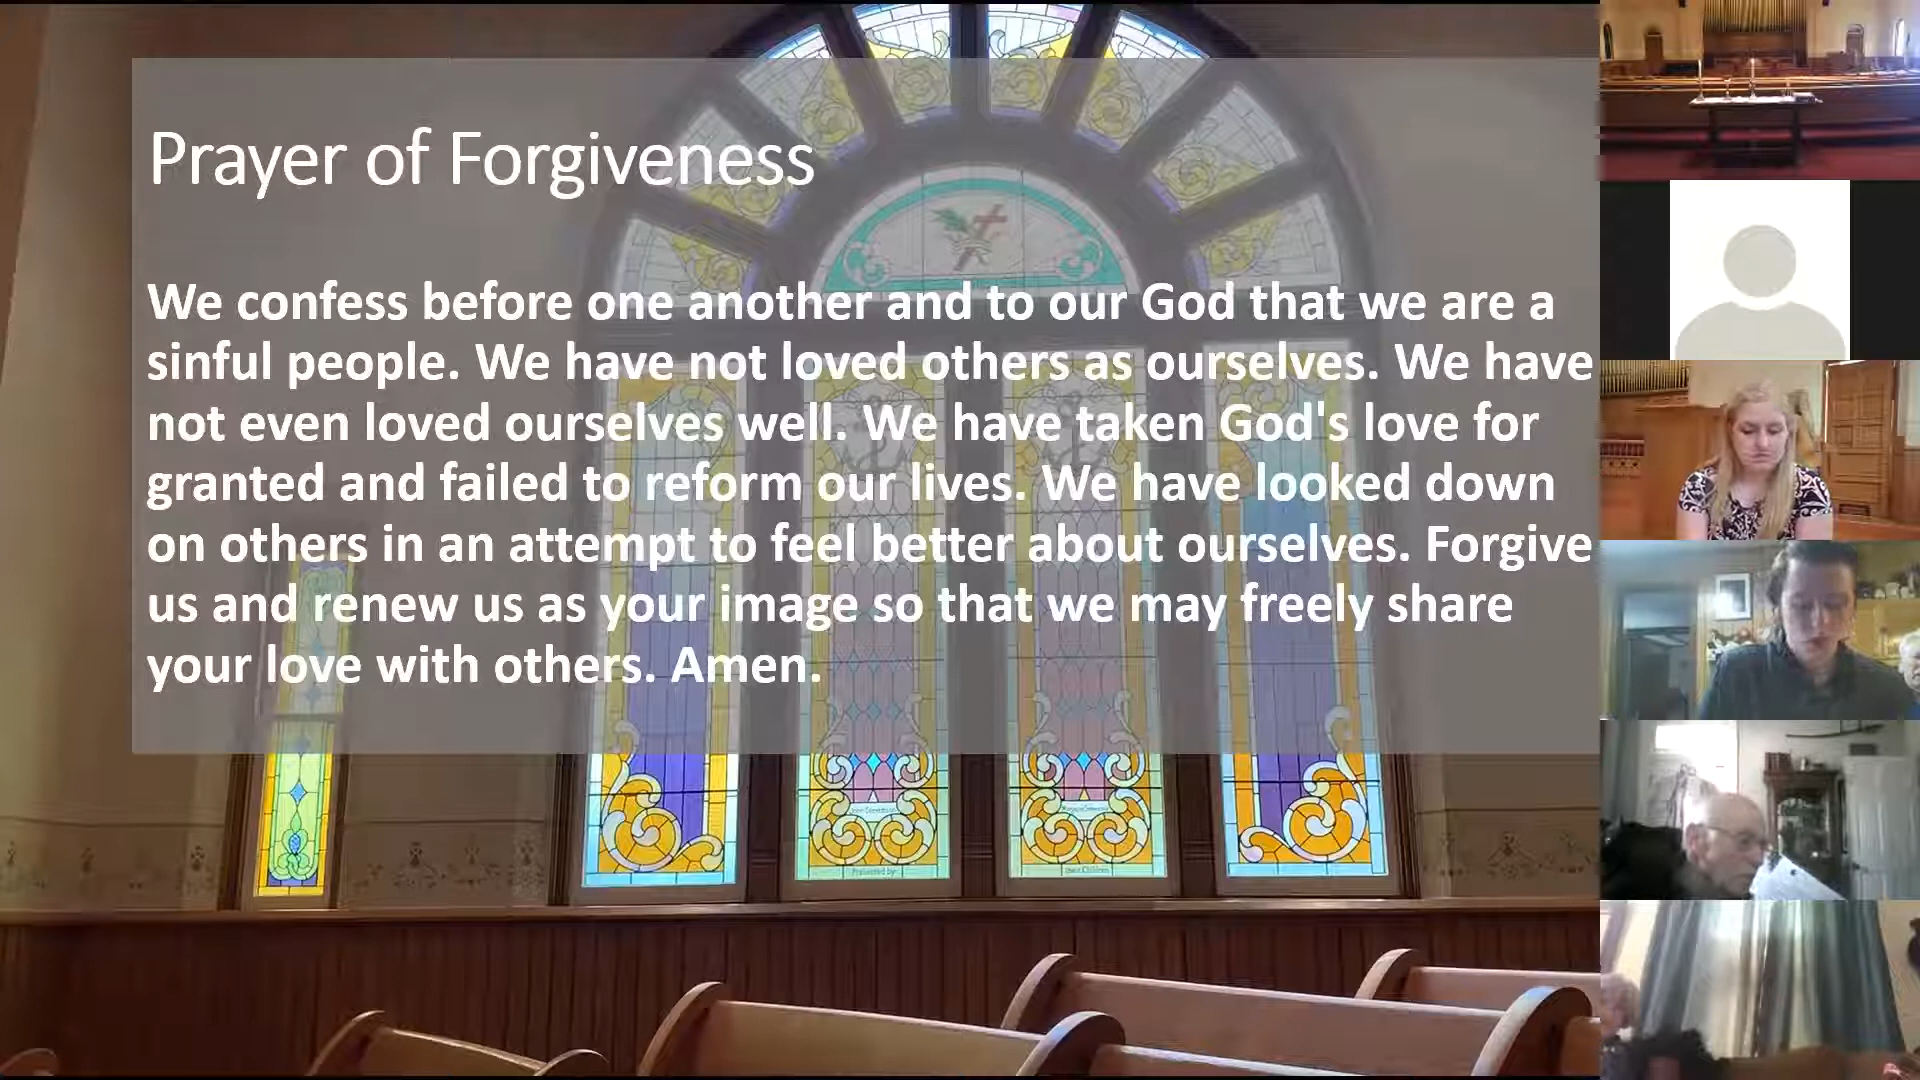 Prayer of Forgiveness
We confess before one another and to our God that we are a
sinful people. We have not loved others as ourselves. We have
not even loved ourselves well. We have taken God's love for
granted and failed to reform our lives. We have looked down
on others in an attempt to feel better about ourselves. Forgive
us and renew us as your image so that we may freely share
your love with others. Amen.
Presented by